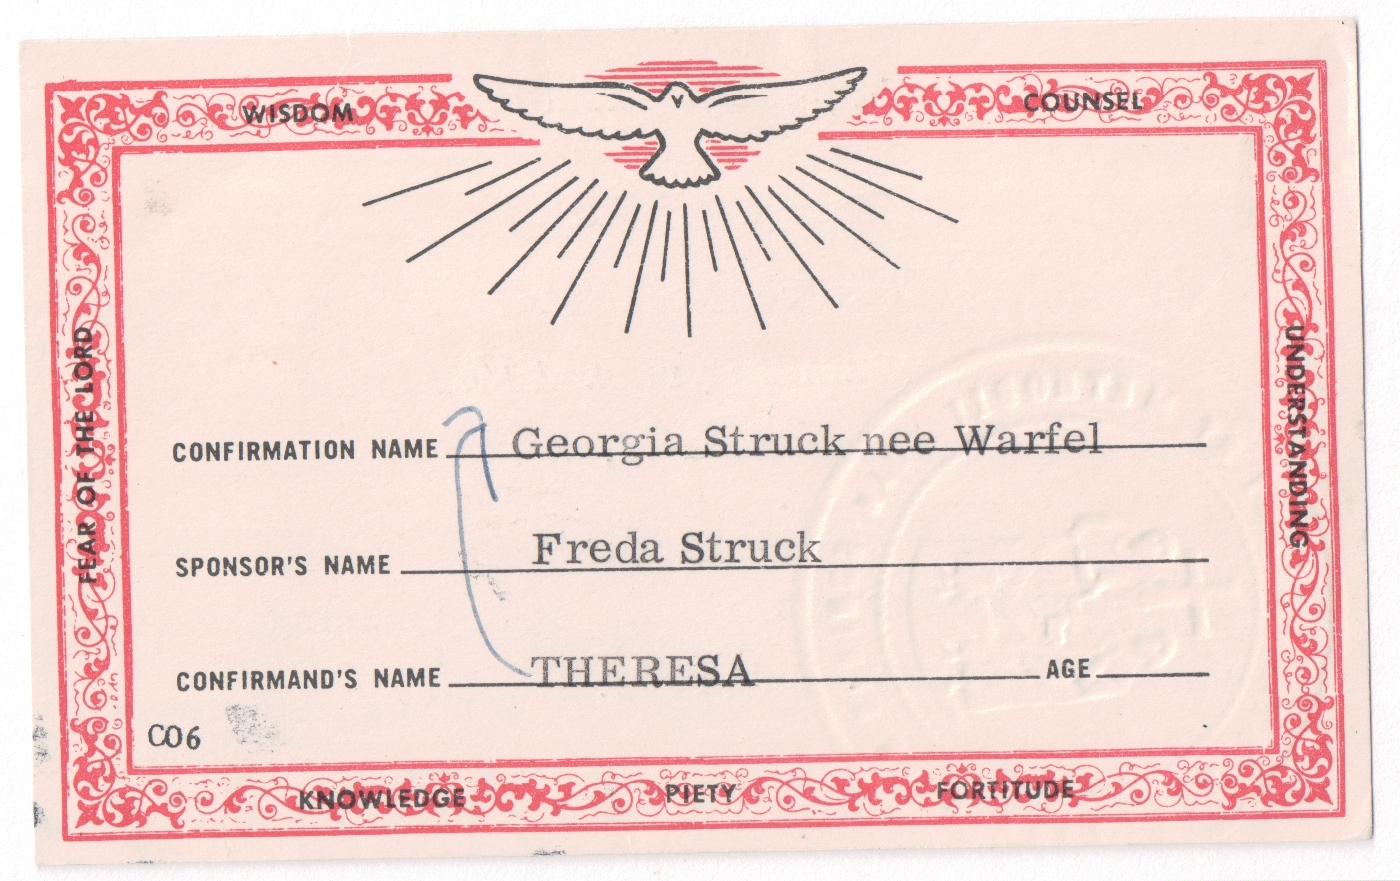 WISDOM
COUNSEL
FEAR OF THE LORD
UNDERSTANDING
CONFIRMATION NAME Georgia Struck nee Warfel
SPONSOR'S NAME Freda Struck
CONFIRMAND'S NAME THERESA AGE
CO6
KNOWLEDGE PIETY FORTITUDE